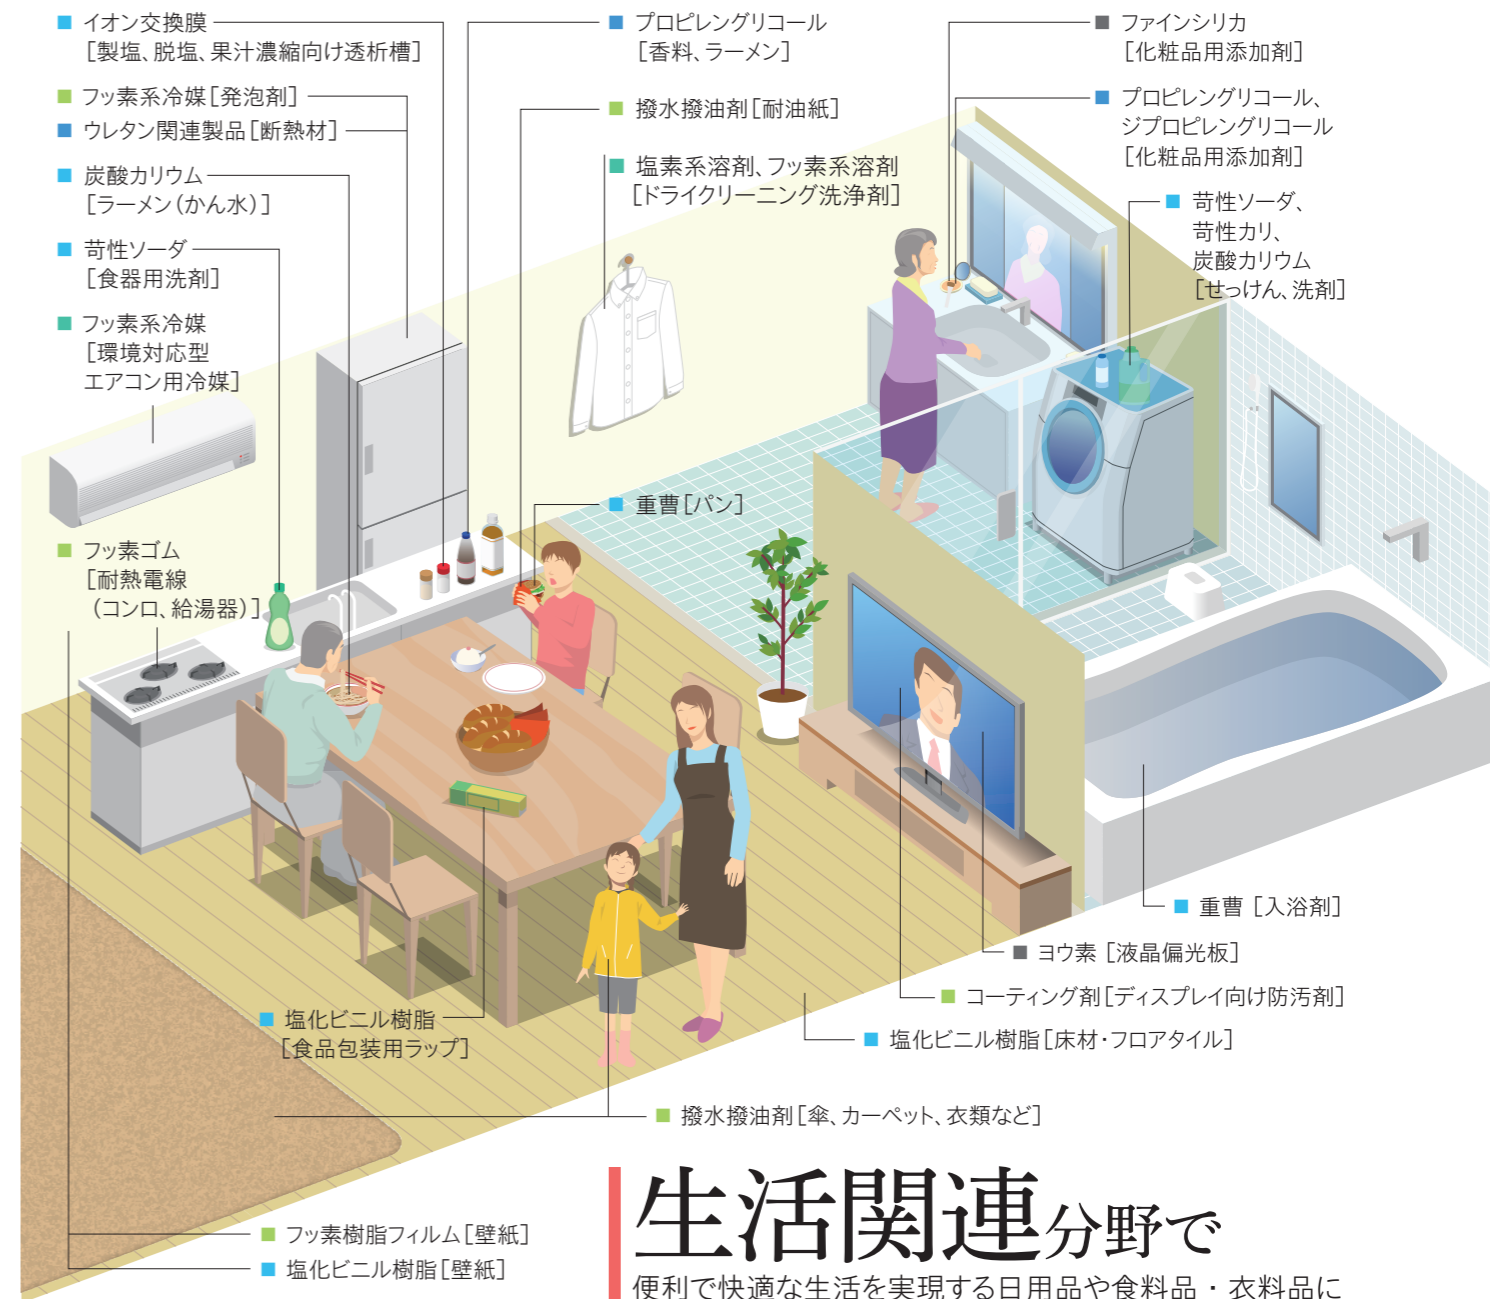 イオン交換膜
［製塩、脱塩、果汁濃縮向け透析槽］
フッ素系冷媒［発泡剤］
ウレタン関連製品［断熱材］
炭酸カリウム
［ラーメン（かん水）］
苛性ソーダ
［食器用洗剤］
フッ素系冷媒
［環境対応型
エアコン用冷媒］
フッ素ゴム
［耐熱電線
（コンロ、給湯器）］
プロピレングリコール
［香料、ラーメン］
撥水撥油剤［耐油紙］
塩素系溶剤、フッ素系溶剤
［ドライクリーニング洗浄剤］
重曹［パン］
ファインシリカ
［化粧品用添加剤］
プロピレングリコール、
ジプロピレングリコール
［化粧品用添加剤］
苛性ソーダ、
苛性カリ、
炭酸カリウム
［せっけん、洗剤］
重曹［入浴剤］
ヨウ素［液晶偏光板］
コーティング剤［ディスプレイ向け防汚剤］
塩化ビニル樹脂［床材・フロアタイル］
塩化ビニル樹脂
［食品包装用ラップ］
撥水撥油剤［傘、カーペット、衣類など］
フッ素樹脂フィルム［壁紙］
塩化ビニル樹脂［壁紙］
生活関連分野で
便利で快適な生活を実現する日用品や食料品・衣料品に